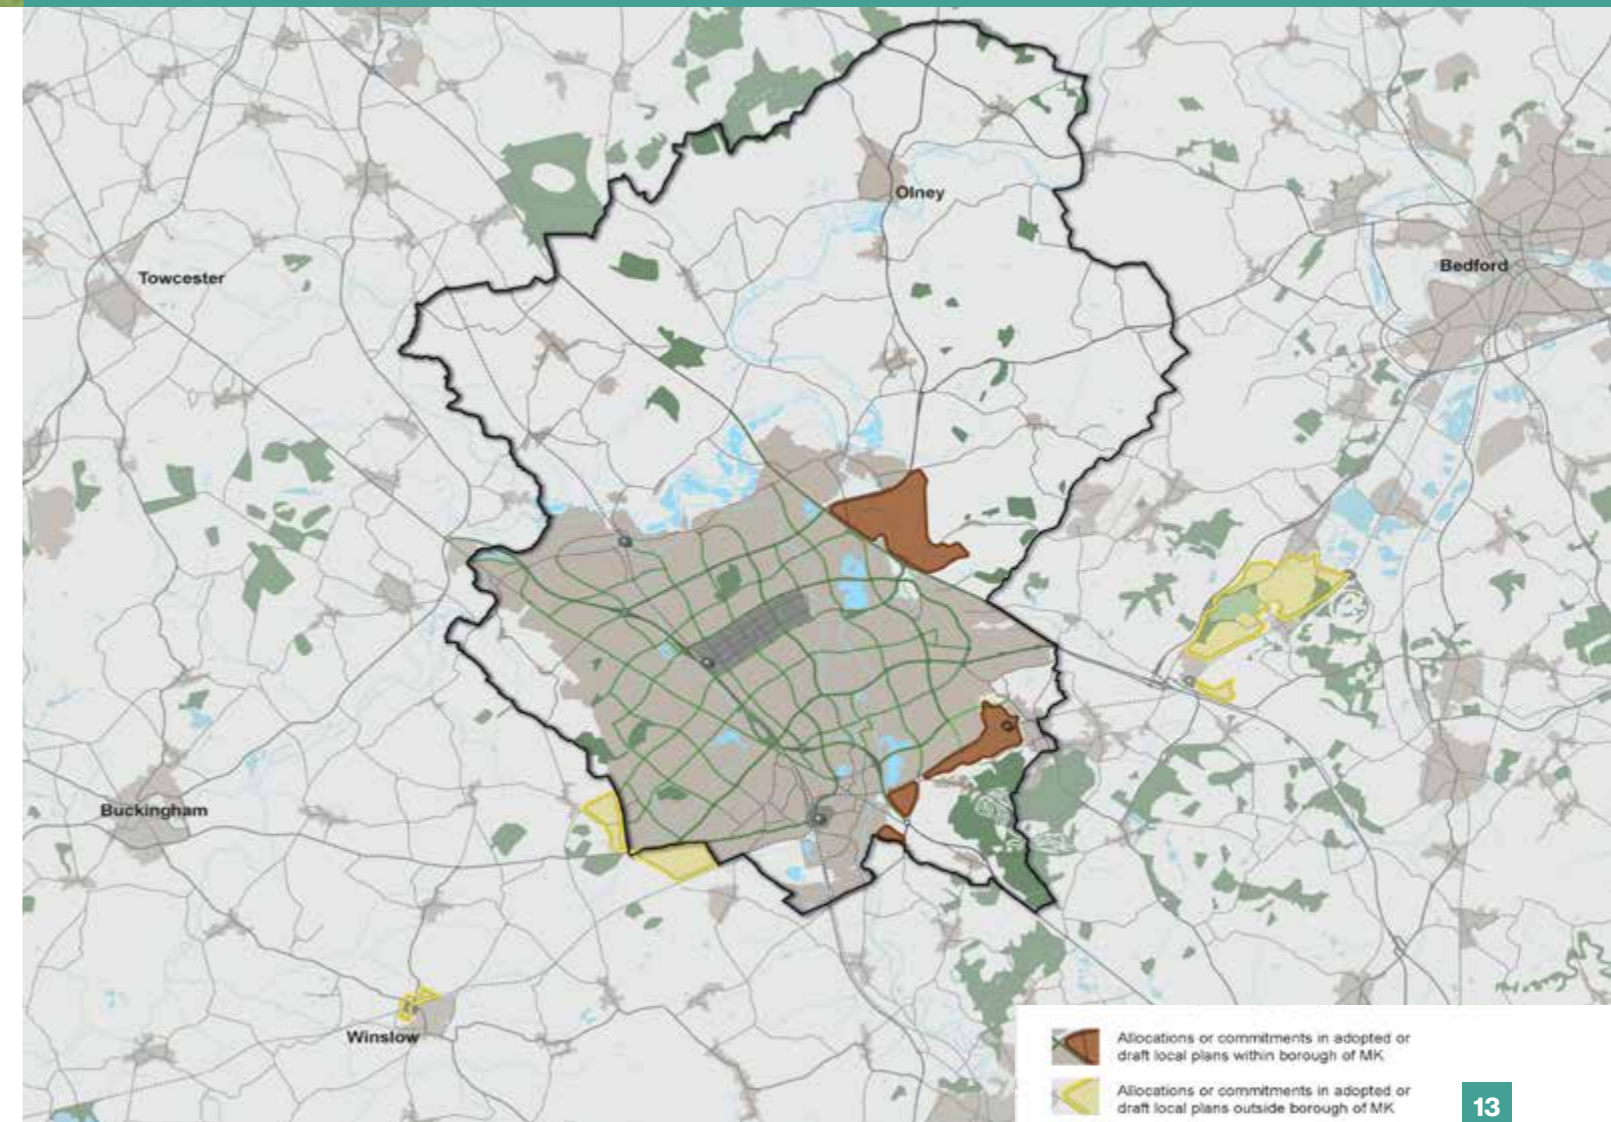 Olney
Bedford
Towcester
Buckingham
Winslow
Allocations or commitments in adopted or
draft local plans within borough of MK
Allocations or commitments in adopted or
draft local plans outside borough of MK
13